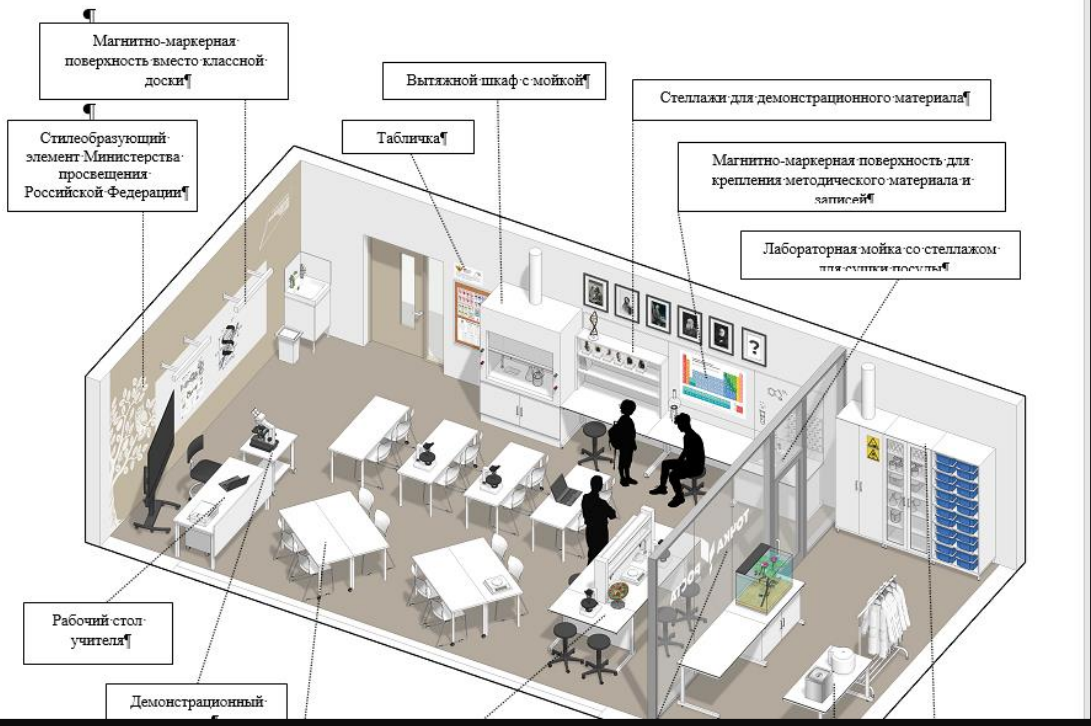 Магнитно-маркерная
поверхность вместо классной
доски¶
Вытяжной шкаф с мойкой¶
Стеллажи для демонстрационного материала¶
Стилеобразующий
элемент Министерства
просвещения
Российской Федерации¶
Табличка¶
Магнитно-маркерная поверхность для
крепления методического материала и
записей¶
Лабораторная мойка со стеллажом
для сушки посуды¶
?
ТОЧКА
РОСТА
Рабочий стол
учителя¶
Демонстрационный